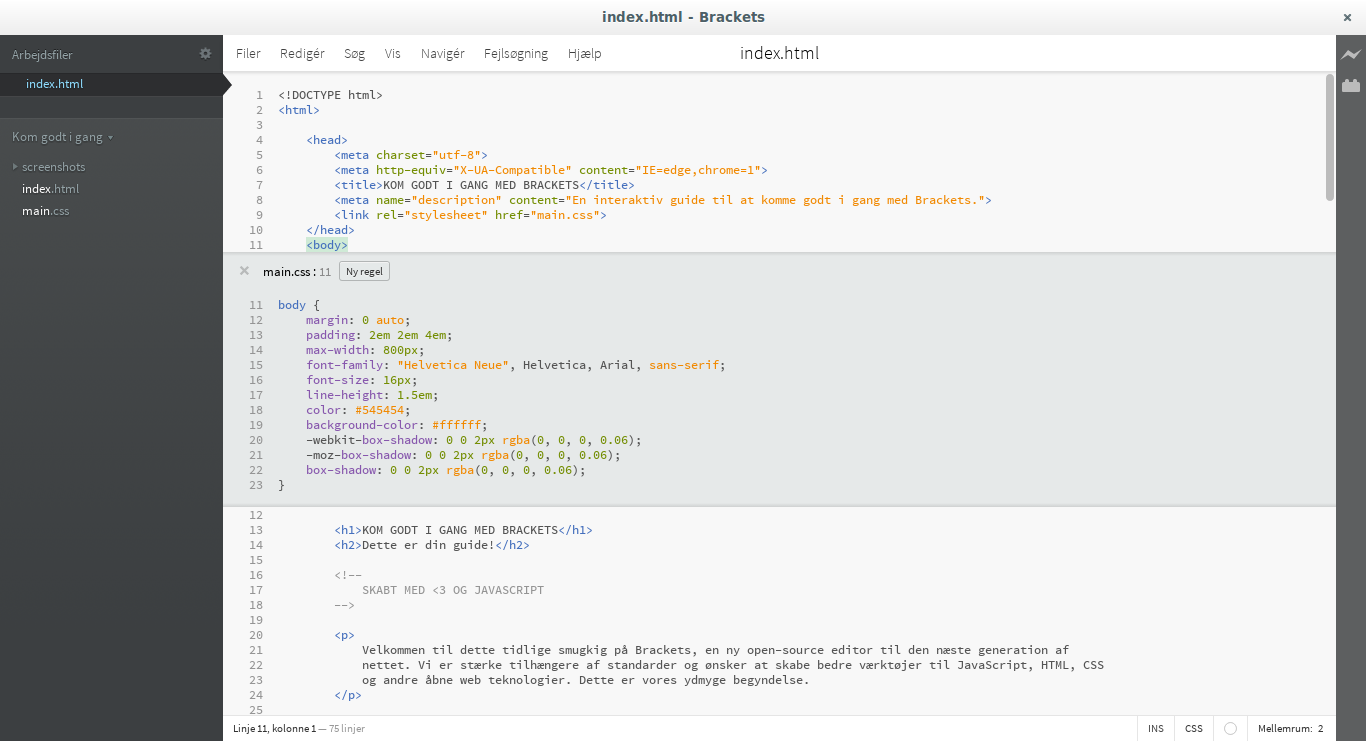 index.html - Brackets
Arbejdsfiler
index.html
Kom godt i gang
screenshots
index.html
main.css
Filer Redigér Søg Vis Navigér Fejlsøgning Hjælp
index.html
1 <!DOCTYPE html>
2 <html>
3
4 <head>
5 <meta charset="utf-8">
6 <meta http-equiv="X-UA-Compatible" content="IE=edge,chrome=1">
7 <title>KOM GODT I GANG MED BRACKETS</title>
8 <meta name="description" content="En interaktiv guide til at komme godt i gang med Brackets.">
9 <link rel="stylesheet" href="main.css">
10 </head>
11 <body>
× main.css : 11 Ny regel
11 body {
12 margin: 0 auto;
13 padding: 2em 2em 4em;
14 max-width: 800px;
15 font-family: "Helvetica Neue", Helvetica, Arial, sans-serif;
16 font-size: 16px;
17 line-height: 1.5em;
18 color: #545454;
19 background-color: #ffffff;
20 -webkit-box-shadow: 0 0 2px rgba(0, 0, 0, 0.06);
21 -moz-box-shadow: 0 0 2px rgba(0, 0, 0, 0.06);
22 box-shadow: 0 0 2px rgba(0, 0, 0, 0.06);
23 }
12
13 <h1>KOM GODT I GANG MED BRACKETS</h1>
14 <h2>Dette er din guide!</h2>
15
16 <!--
17 SKABT MED <3 OG JAVASCRIPT
18 -->
19
20 <p>
21 Velkommen til dette tidlige smugkig på Brackets, en ny open-source editor til den næste generation af
22 nettet. Vi er stærke tilhængere af standarder og ønsker at skabe bedre værktøjer til JavaScript, HTML, CSS
23 og andre åbne web teknologier. Dette er vores ydmyge begyndelse.
24 </p>
25
Linje 11, kolonne 1 — 75 linjer
INS CSS Mellemrum: 2